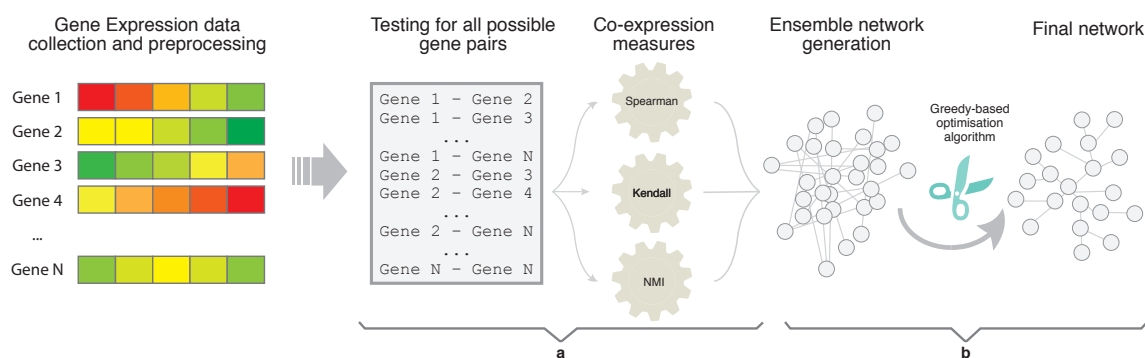 Gene Expression data
collection and preprocessing
Gene 1
Gene 2
Gene 3
Gene 4
...
Gene N
Testing for all possible
gene pairs
Gene 1 - Gene 2
Gene 1 - Gene 3
...
Gene 1 - Gene N
Gene 2 - Gene 3
Gene 2 - Gene 4
...
Gene 2 - Gene N
...
Gene N - Gene N
Co-expression
measures
Spearman
Kendall
NMI
Ensemble network
generation
Greedy-based
optimisation
algorithm
Final network
a
b